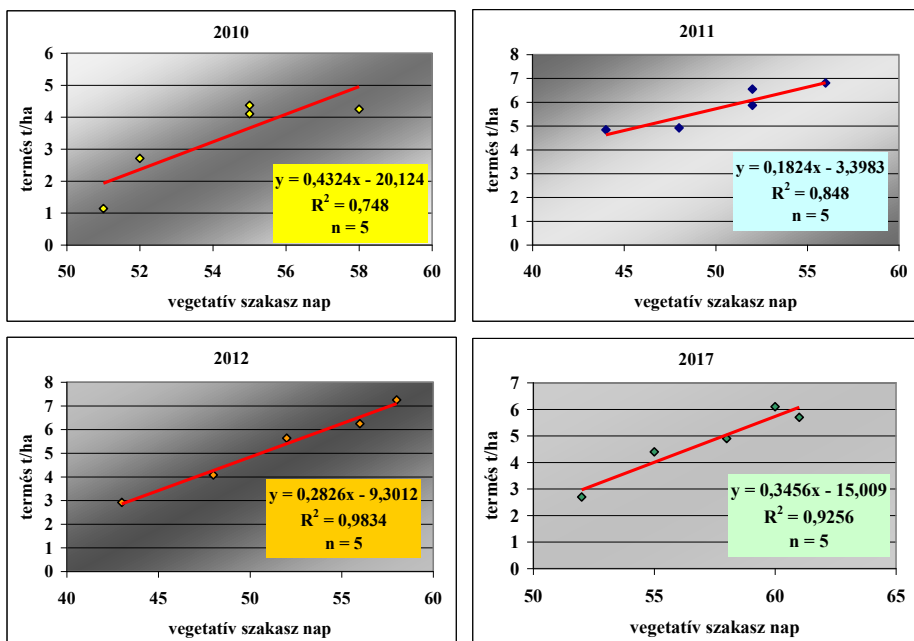 2010
termés t/ha
6
5
4
3
2
1
0
y = 0,4324x - 20,124
R² = 0,748
n = 5
50 52 54 56 58 60
vegetatív szakasz nap
2011
termés t/ha
8
7
6
5
4
3
2
1
0
y = 0,1824x - 3,3983
R² = 0,848
n = 5
40 45 50 55 60
vegetatív szakasz nap
2012
termés t/ha
8
7
6
5
4
3
2
1
0
y = 0,2826x - 9,3012
R² = 0,9834
n = 5
40 45 50 55 60
vegetatív szakasz nap
2017
termés t/ha
7
6
5
4
3
2
1
0
y = 0,3456x - 15,009
R² = 0,9256
n = 5
50 55 60 65
vegetatív szakasz nap